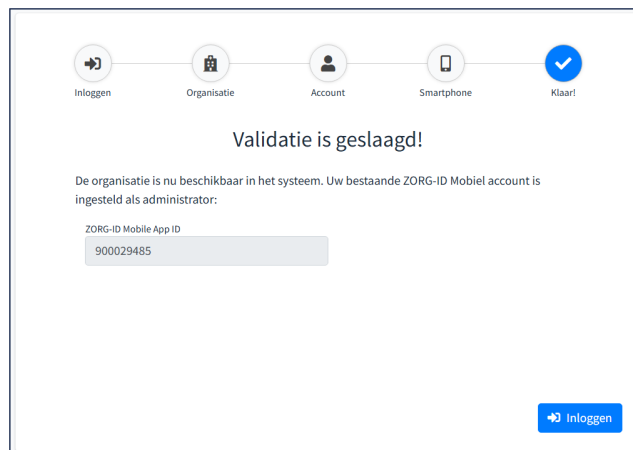 Inloggen
Organisatie
Account
Smartphone
Klaar!
Validatie is geslaagd!
De organisatie is nu beschikbaar in het systeem. Uw bestaande ZORG-ID Mobiel account is
ingesteld als administrator:
ZORG-ID Mobile App ID
900029485
Inloggen